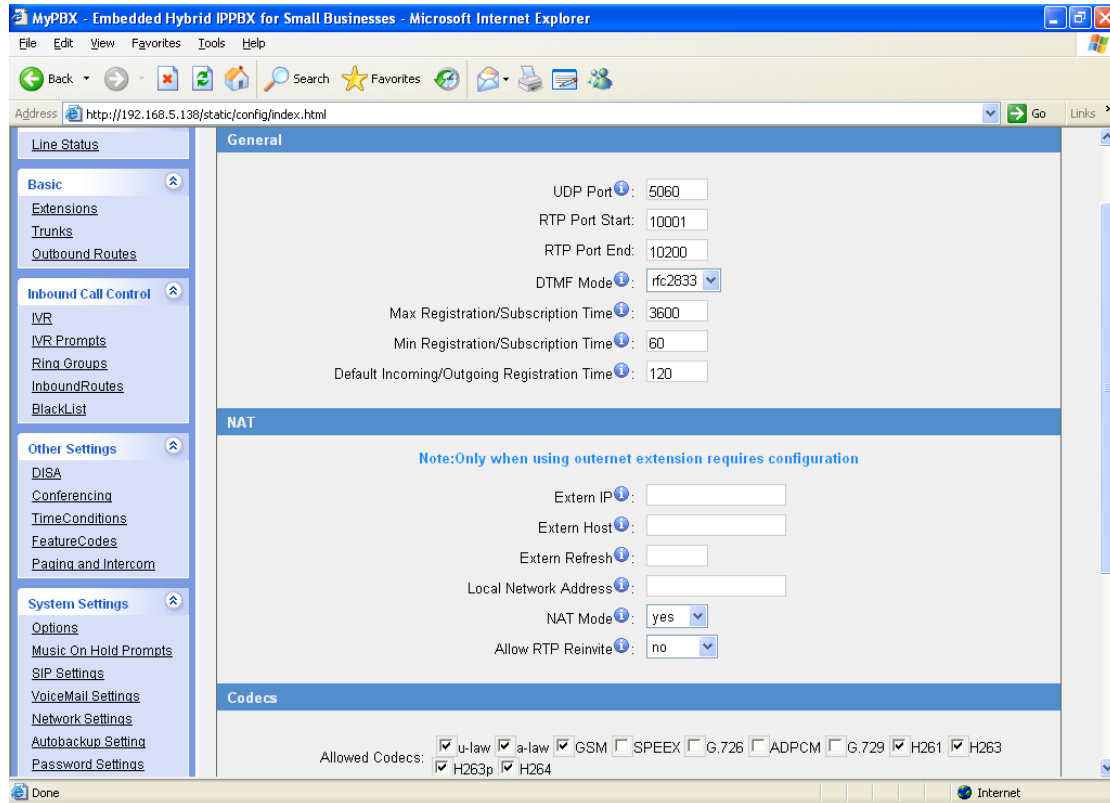 MyPBX - Embedded Hybrid IPPBX for Small Businesses - Microsoft Internet Explorer
File Edit View Favorites Tools Help
Back Search Favorites
Address http://192.168.5.138/static/config/index.html Go Links »
Line Status
Basic
Extensions
Trunks
Outbound Routes
Inbound Call Control
IVR
IVR Prompts
Ring Groups
InboundRoutes
BlackList
Other Settings
DISA
Conferencing
TimeConditions
FeatureCodes
Paging and Intercom
System Settings
Options
Music On Hold Prompts
SIP Settings
VoiceMail Settings
Network Settings
Autobackup Setting
Password Settings
General
UDP Port: 5060
RTP Port Start: 10001
RTP Port End: 10200
DTMF Mode: rfc2833
Max Registration/Subscription Time: 3600
Min Registration/Subscription Time: 60
Default Incoming/Outgoing Registration Time: 120
NAT
Note:Only when using outernet extension requires configuration
Extern IP:
Extern Host:
Extern Refresh:
Local Network Address:
NAT Mode: yes
Allow RTP Reinvite: no
Codecs
Allowed Codecs: u-law a-law GSM SPEEX G.726 ADPCM G.729 H261 H263
H263p H264
Done Internet